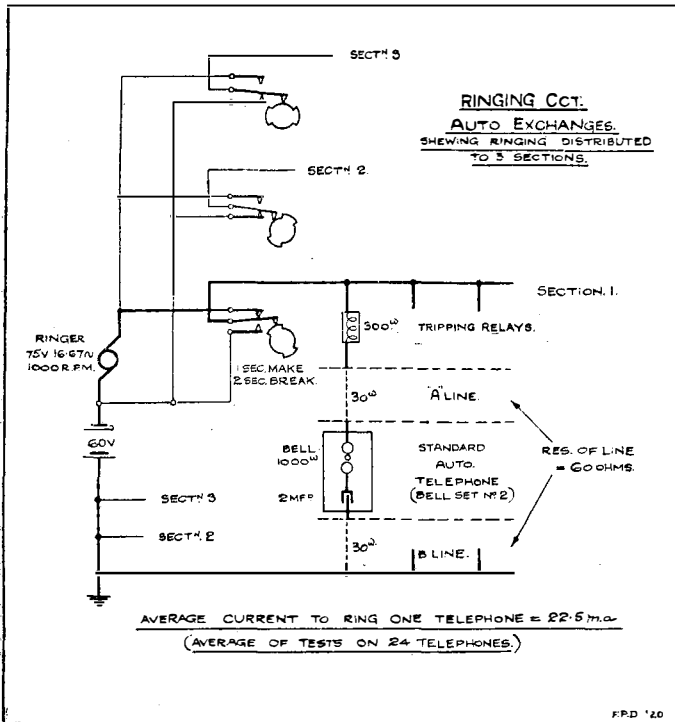 SECTN. 3
RINGING CCT.
AUTO EXCHANGES.
SHEWING RINGING DISTRIBUTED
TO 3 SECTIONS.
SECTN. 2.
SECTION. 1.
RINGER
75V 16·67~
1000 R.P.M.
1 SEC. MAKE
2 SEC. BREAK.
300ω
TRIPPING RELAYS.
30ω
"A" LINE.
60V
BELL
1000ω
STANDARD
AUTO.
TELEPHONE
(BELL SET Nº 2)
RES. OF LINE
= 60 OHMS.
2 MFD
SECTN. 3
SECTN. 2
30ω.
B LINE.
AVERAGE CURRENT TO RING ONE TELEPHONE = 22·5 m.a
(AVERAGE OF TESTS ON 24 TELEPHONES.)
F.P.D '20